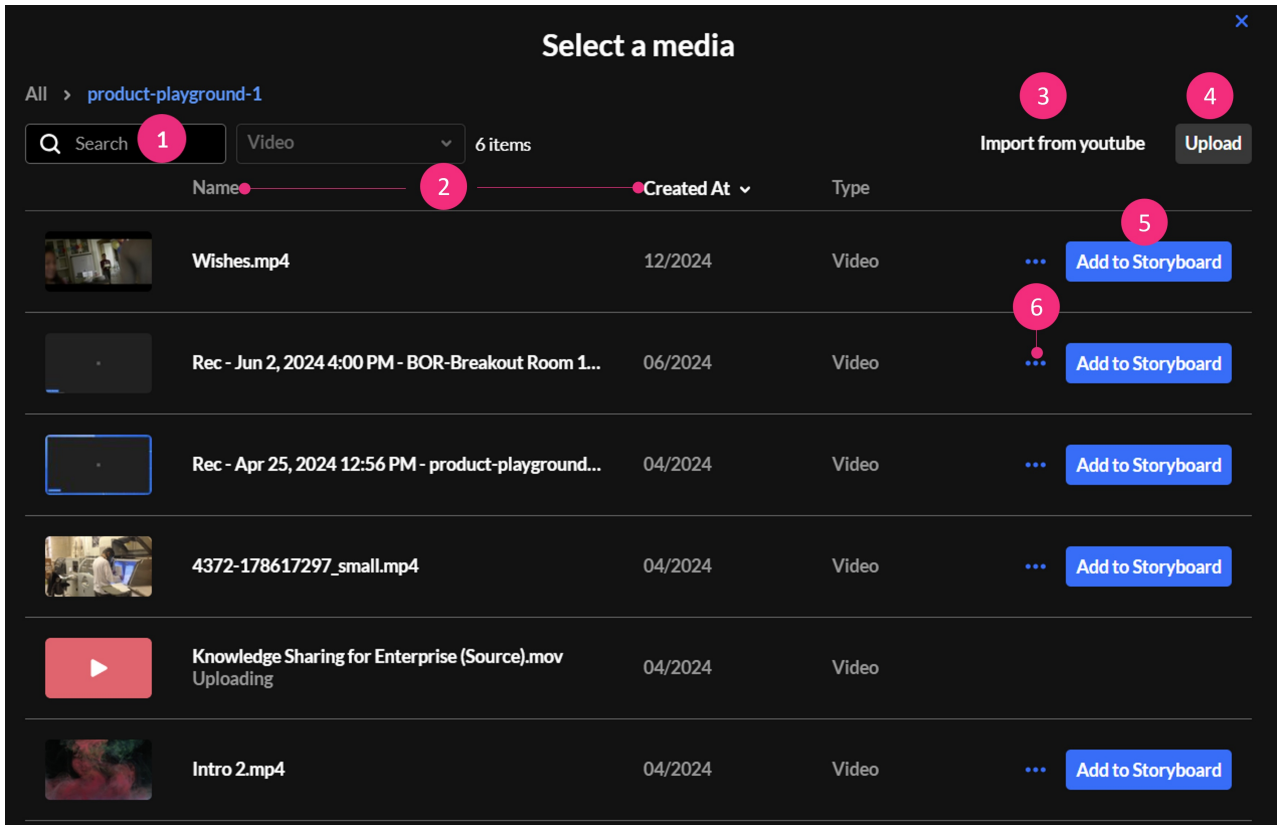 Select a media
All > product-playground-1
3
4
Search
1
Video
6 items
Import from youtube
Upload
Name
2
Created At
Type
5
Wishes.mp4
12/2024
Video
Add to Storyboard
6
Rec - Jun 2, 2024 4:00 PM - BOR-Breakout Room 1...
06/2024
Video
Add to Storyboard
Rec - Apr 25, 2024 12:56 PM - product-playground...
04/2024
Video
Add to Storyboard
4372-178617297_small.mp4
04/2024
Video
Add to Storyboard
Knowledge Sharing for Enterprise (Source).mov
Uploading
04/2024
Video
Intro 2.mp4
04/2024
Video
Add to Storyboard